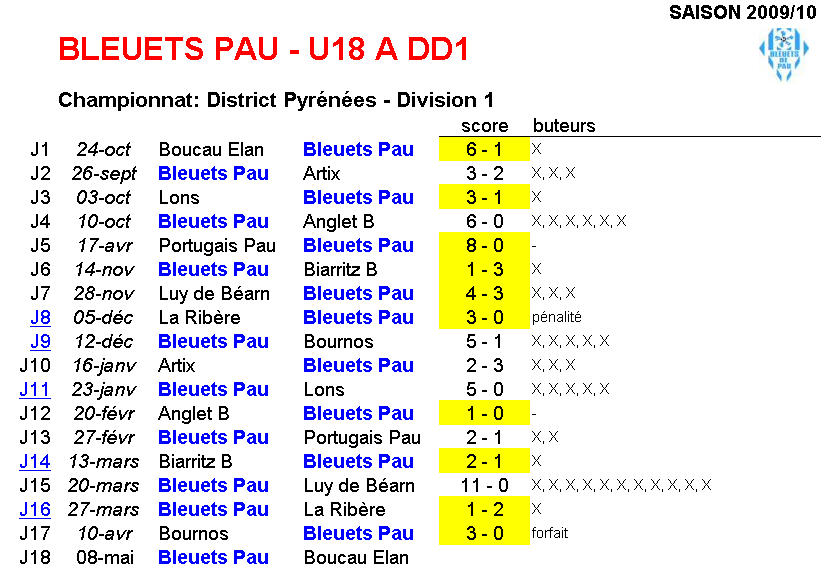 SAISON 2009/10
BLEUETS PAU - U18 A DD1
BLEUETS DE PAU
Championnat: District Pyrénées - Division 1
score buteurs
J1 24-oct Boucau Elan Bleuets Pau 6 - 1 X
J2 26-sept Bleuets Pau Artix 3 - 2 X, X, X
J3 03-oct Lons Bleuets Pau 3 - 1 X
J4 10-oct Bleuets Pau Anglet B 6 - 0 X, X, X, X, X, X
J5 17-avr Portugais Pau Bleuets Pau 8 - 0 -
J6 14-nov Bleuets Pau Biarritz B 1 - 3 X
J7 28-nov Luy de Béarn Bleuets Pau 4 - 3 X, X, X
J8 05-déc La Ribère Bleuets Pau 3 - 0 pénalité
J9 12-déc Bleuets Pau Bournos 5 - 1 X, X, X, X, X
J10 16-janv Artix Bleuets Pau 2 - 3 X, X, X
J11 23-janv Bleuets Pau Lons 5 - 0 X, X, X, X, X
J12 20-févr Anglet B Bleuets Pau 1 - 0 -
J13 27-févr Bleuets Pau Portugais Pau 2 - 1 X, X
J14 13-mars Biarritz B Bleuets Pau 2 - 1 X
J15 20-mars Bleuets Pau Luy de Béarn 11 - 0 X, X, X, X, X, X, X, X, X, X, X
J16 27-mars Bleuets Pau La Ribère 1 - 2 X
J17 10-avr Bournos Bleuets Pau 3 - 0 forfait
J18 08-mai Bleuets Pau Boucau Elan